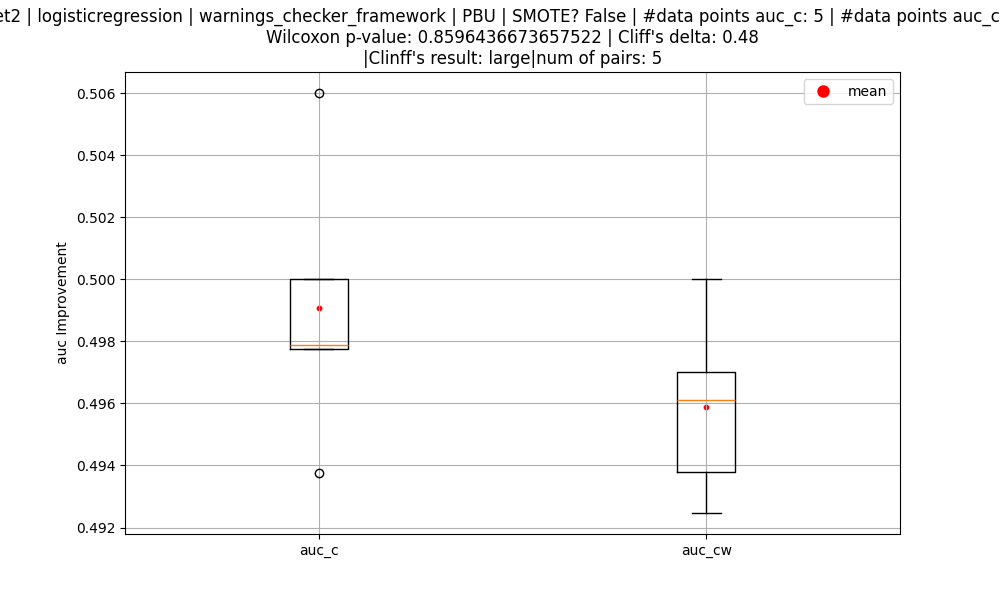 et2 | logisticregression | warnings_checker_framework | PBU | SMOTE? False | #data points auc_c: 5 | #data points auc_c
Wilcoxon p-value: 0.8596436673657522 | Cliff's delta: 0.48
|Clinff's result: large|num of pairs: 5
mean
0.506
0.504
0.502
0.500
0.498
0.496
0.494
0.492
auc Improvement
auc_c
auc_cw